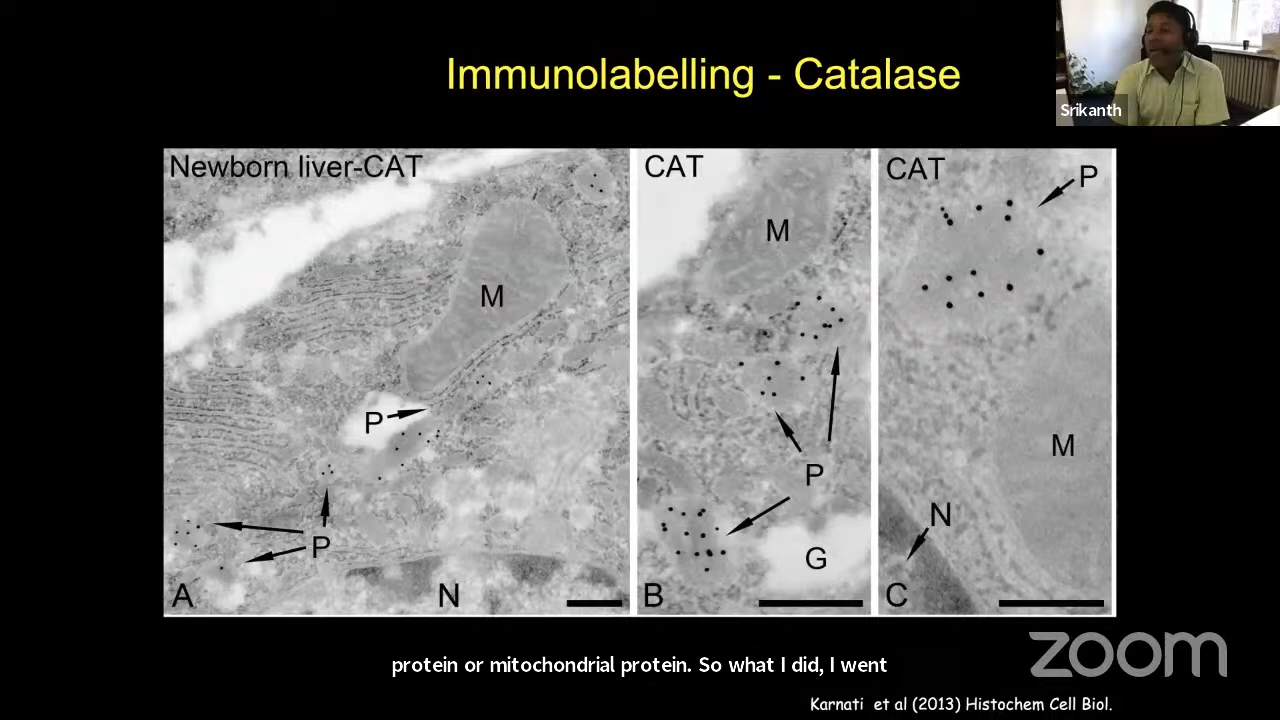 Immunolabelling - Catalase
Srikanth
Newborn liver-CAT
M
P
P
A
N
CAT
M
P
G
B
CAT
P
M
N
C
protein or mitochondrial protein. So what I did, I went
zoom
Karnati et al (2013) Histochem Cell Biol.